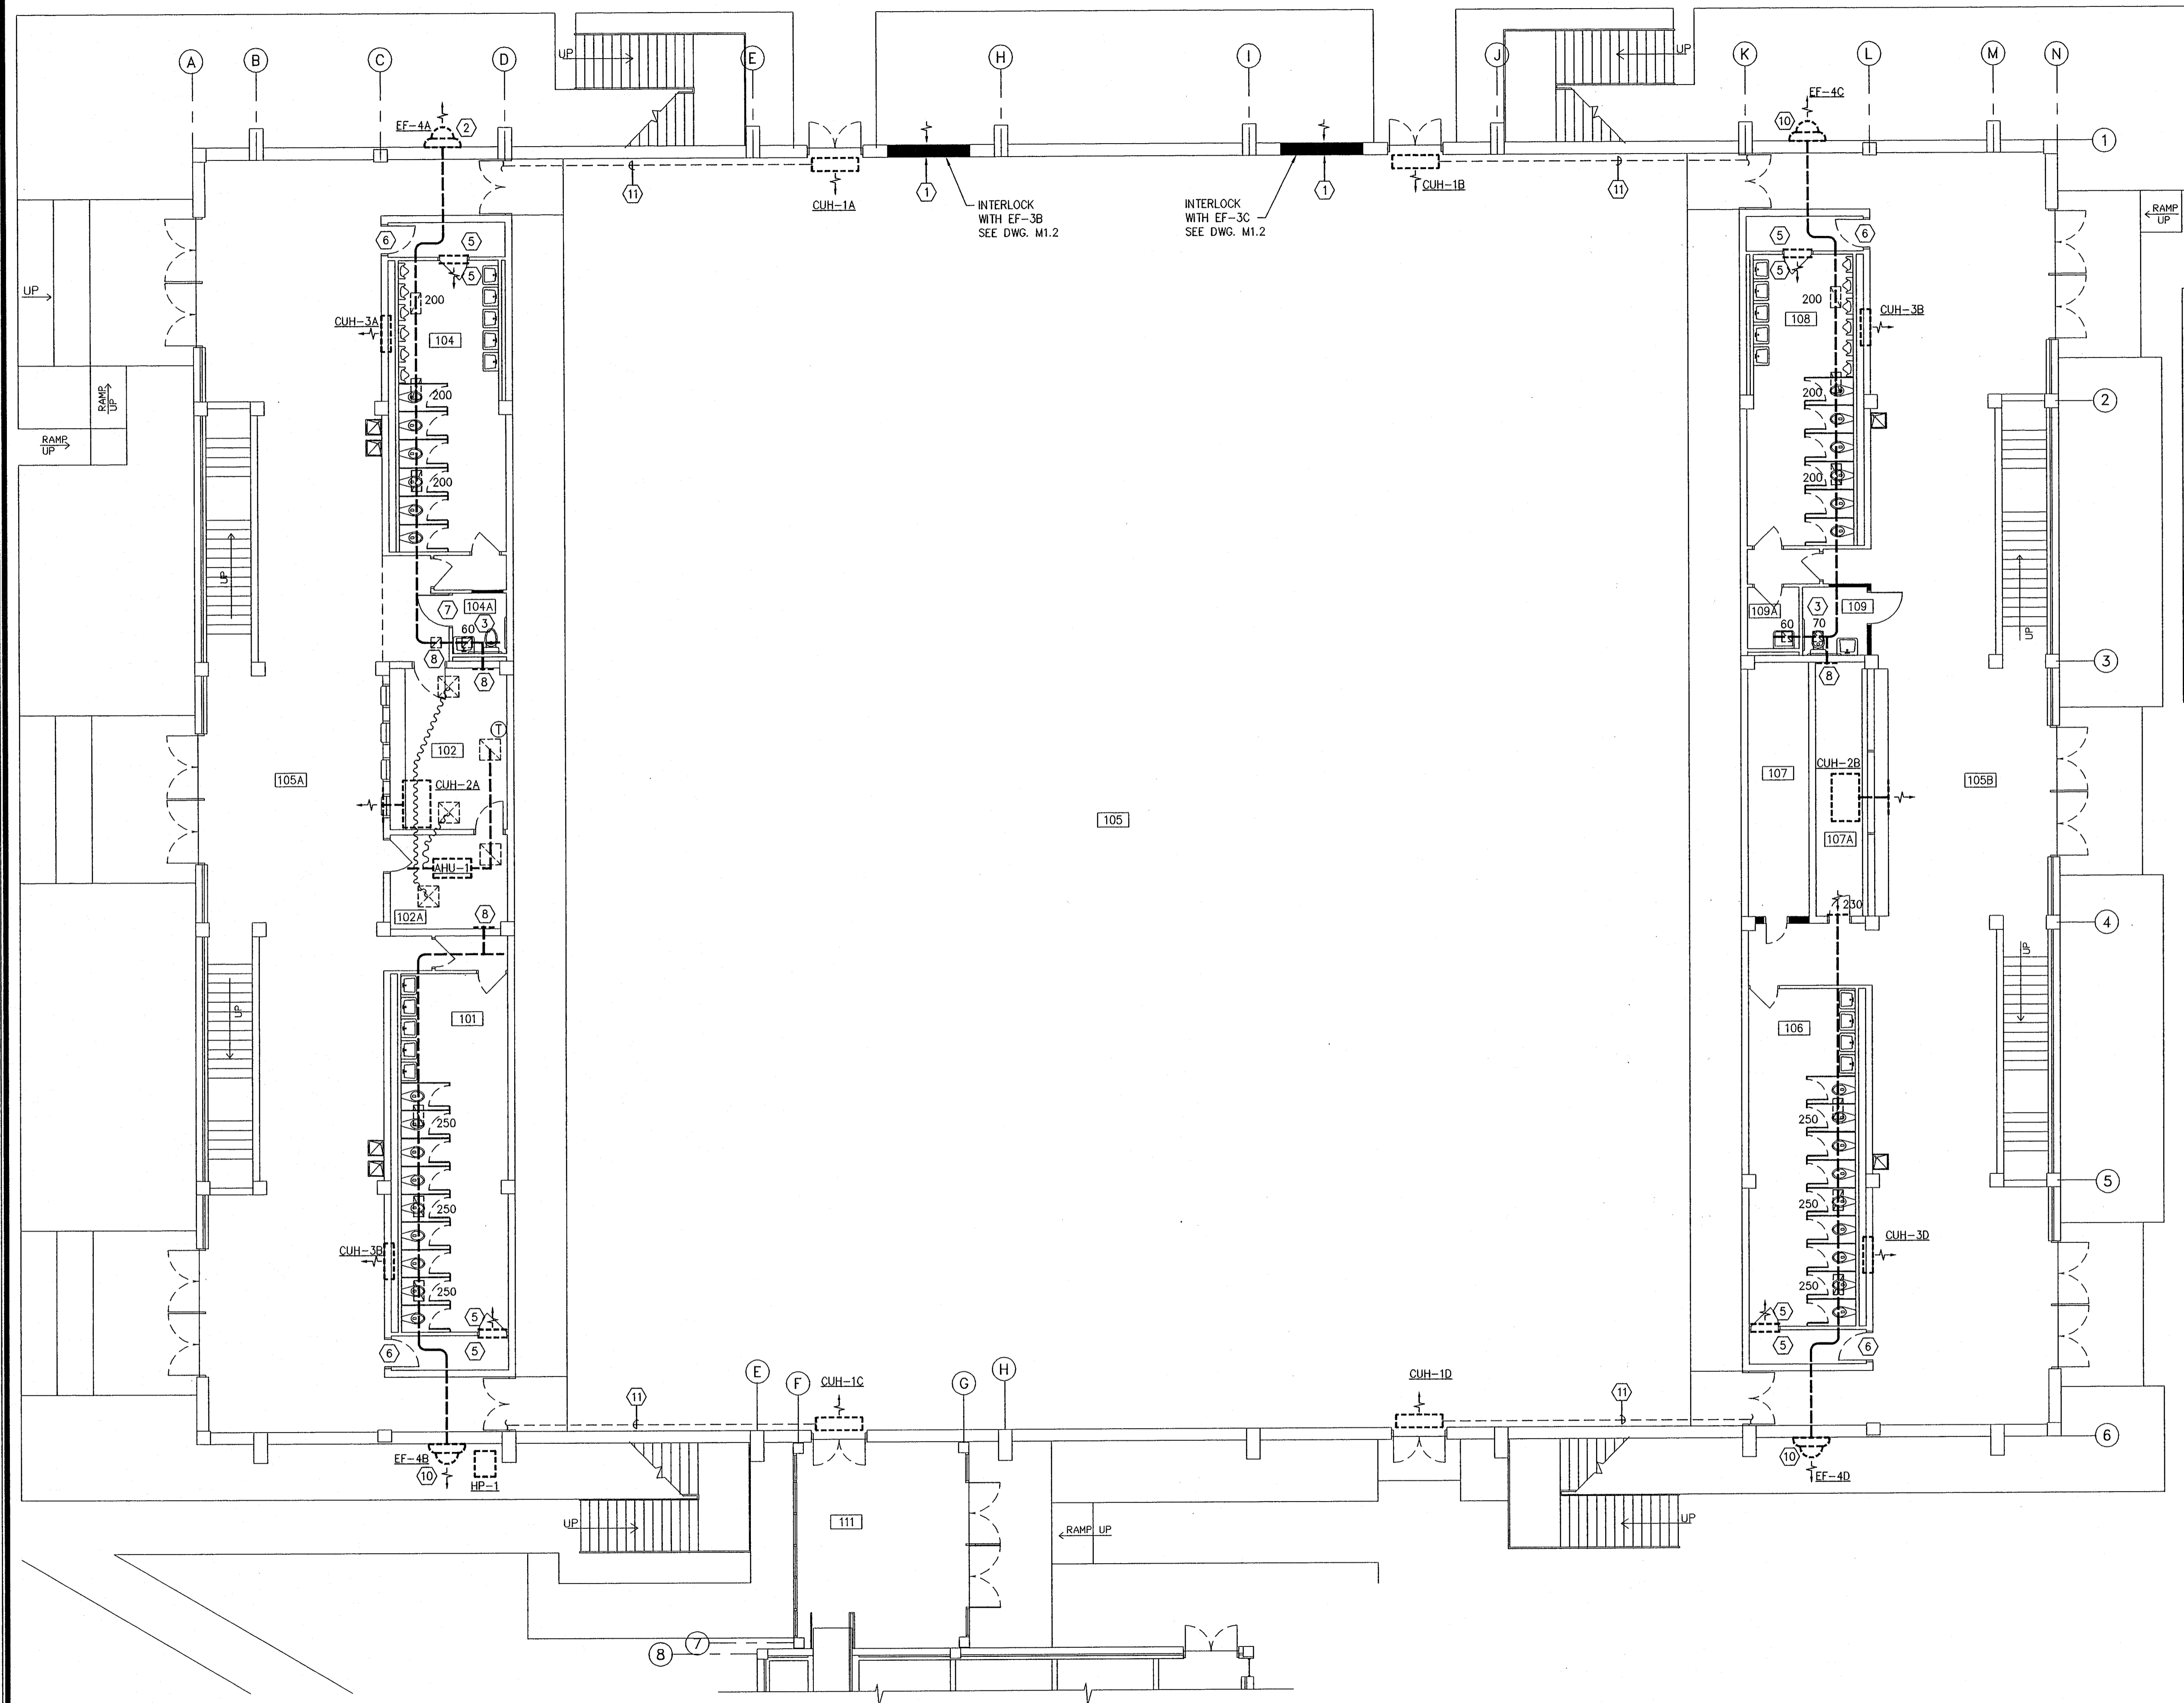 A B C D E H I J K L M N
UP
UP
EF-4A 2
10 EF-4C
1
11
CUH-1A
1
INTERLOCK
WITH EF-3B
SEE DWG. M1.2
INTERLOCK
WITH EF-3C
SEE DWG. M1.2
1
CUH-1B
11
RAMP
UP
6 5
5
5 6
5
UP
200
CUH-3A
104
200
108
CUH-3B
RAMP
UP
RAMP
UP
200
200
2
200
200
UP
UP
7 104A
3
60
8
8
109A
3
109
60 70
8
3
T
102
CUH-2A
105A
107
CUH-2B
105B
105
107A
AHU-1
102A
8
230
4
UP
UP
101
106
250
250
250
250
5
CUH-3B
CUH-3D
250
250
5
6 5
5
5 6
11
E F G H
CUH-1C
CUH-1D
11
6
EF-4B
10
HP-1
10
EF-4D
UP
111
RAMP UP
UP
7
8